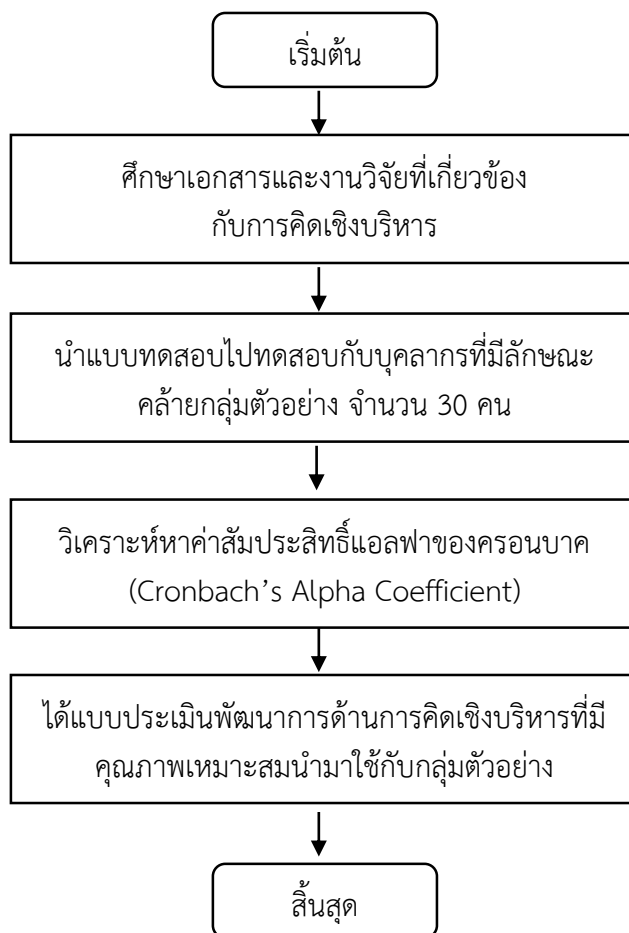 เริ่มต้น
ศึกษาเอกสารและงานวิจัยที่เกี่ยวข้อง
กับการคิดเชิงบริหาร
นำแบบทดสอบไปทดสอบกับบุคลากรที่มีลักษณะ
คล้ายกลุ่มตัวอย่าง จำนวน 30 คน
วิเคราะห์หาค่าสัมประสิทธิ์แอลฟาของครอนบาค
(Cronbach’s Alpha Coefficient)
ได้แบบประเมินพัฒนาการด้านการคิดเชิงบริหารที่มี
คุณภาพเหมาะสมนำมาใช้กับกลุ่มตัวอย่าง
สิ้นสุด